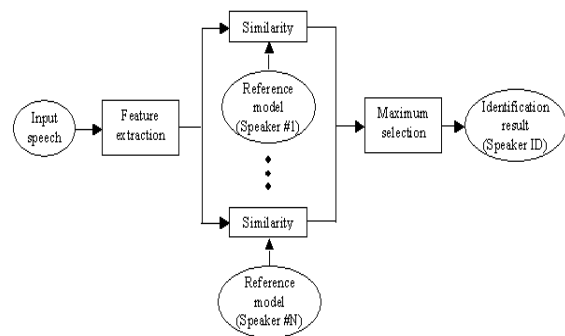 Input
speech
Feature
extraction
Similarity
Reference
model
(Speaker #1)
Similarity
Reference
model
(Speaker #N)
Maximum
selection
Identification
result
(Speaker ID)